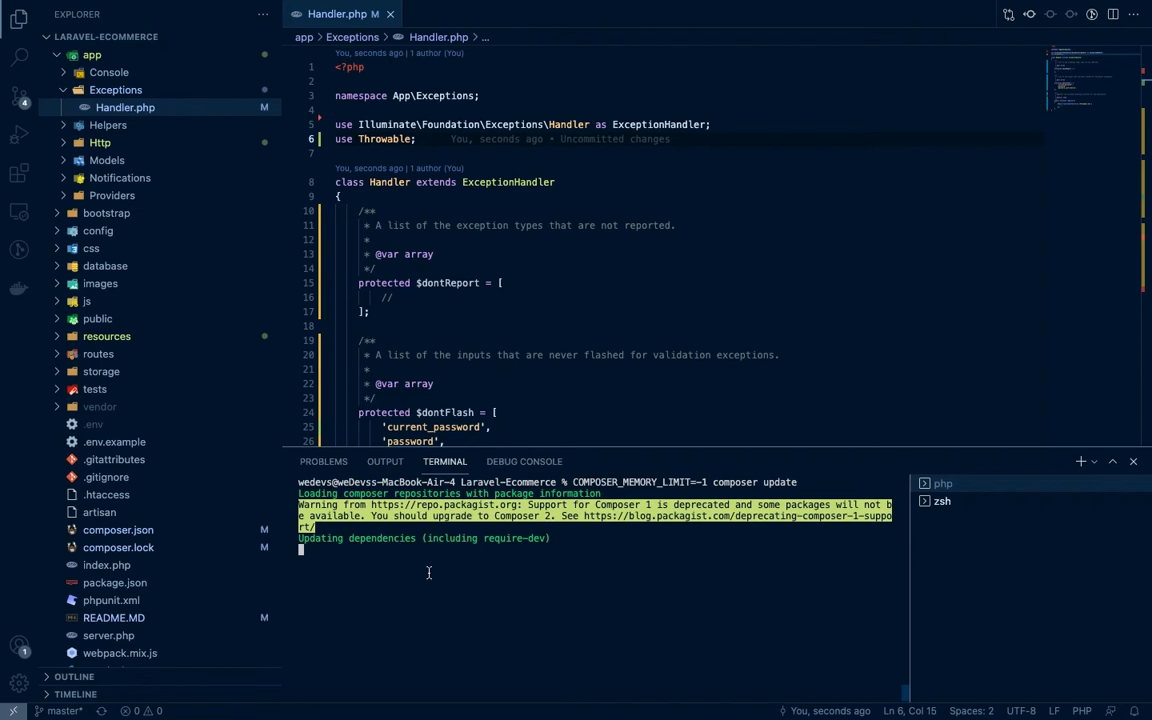 EXPLORER
LARAVEL-ECOMMERCE
app
Console
Exceptions
Handler.php M
Helpers
Http
Models
Notifications
Providers
bootstrap
config
css
database
images
js
public
resources
routes
storage
tests
vendor
.env
.env.example
.gitattributes
.gitignore
.htaccess
artisan
composer.json M
composer.lock M
index.php
package.json
phpunit.xml
README.MD M
server.php
webpack.mix.js
OUTLINE
TIMELINE
4
1
Handler.php M
app > Exceptions > Handler.php > ...
You, seconds ago | 1 author (You)
1 <?php
2
3 namespace App\Exceptions;
4
5 use Illuminate\Foundation\Exceptions\Handler as ExceptionHandler;
6 use Throwable; You, seconds ago • Uncommitted changes
7
You, seconds ago | 1 author (You)
8 class Handler extends ExceptionHandler
9 {
10 /**
11 * A list of the exception types that are not reported.
12 *
13 * @var array
14 */
15 protected $dontReport = [
16 //
17 ];
18
19 /**
20 * A list of the inputs that are never flashed for validation exceptions.
21 *
22 * @var array
23 */
24 protected $dontFlash = [
25 'current_password',
26 'password',
PROBLEMS OUTPUT TERMINAL DEBUG CONSOLE
wedevs@weDevss-MacBook-Air-4 Laravel-Ecommerce % COMPOSER_MEMORY_LIMIT=-1 composer update
Loading composer repositories with package information
Warning from https://repo.packagist.org: Support for Composer 1 is deprecated and some packages will not b
e available. You should upgrade to Composer 2. See https://blog.packagist.com/deprecating-composer-1-suppo
rt/
Updating dependencies (including require-dev)
php
zsh
master* 0 0 You, seconds ago Ln 6, Col 15 Spaces: 2 UTF-8 LF PHP